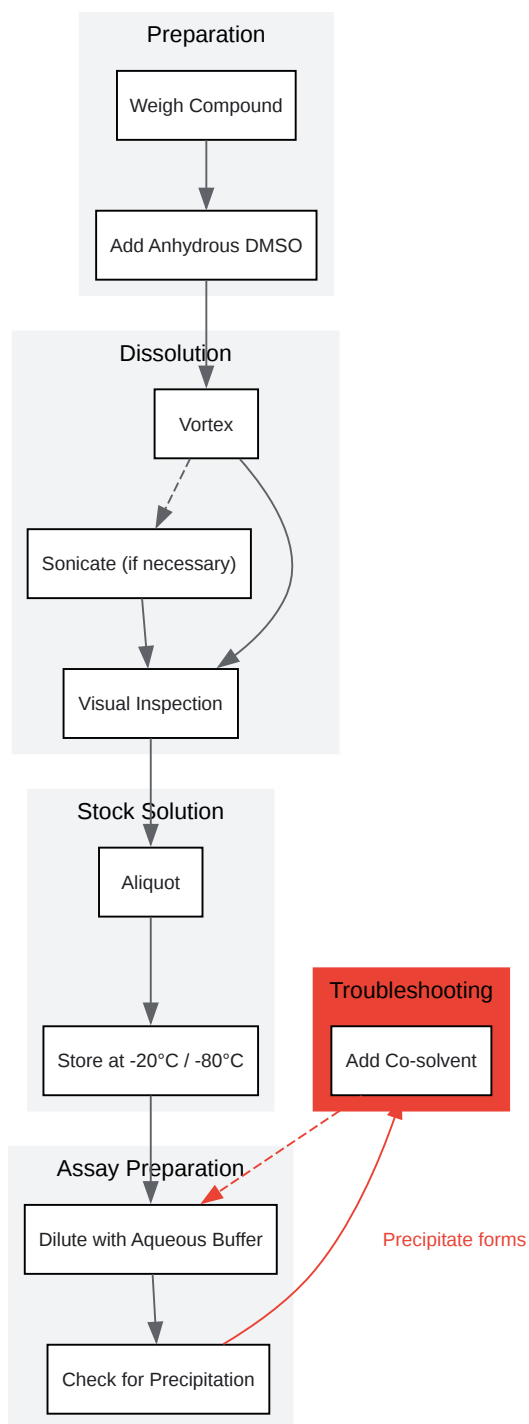 Preparation
Weigh Compound
Add Anhydrous DMSO
Dissolution
Vortex
Sonicate (if necessary)
Visual Inspection
Stock Solution
Aliquot
Store at -20°C / -80°C
Troubleshooting
Add Co-solvent
Assay Preparation
Dilute with Aqueous Buffer
Precipitate forms
Check for Precipitation